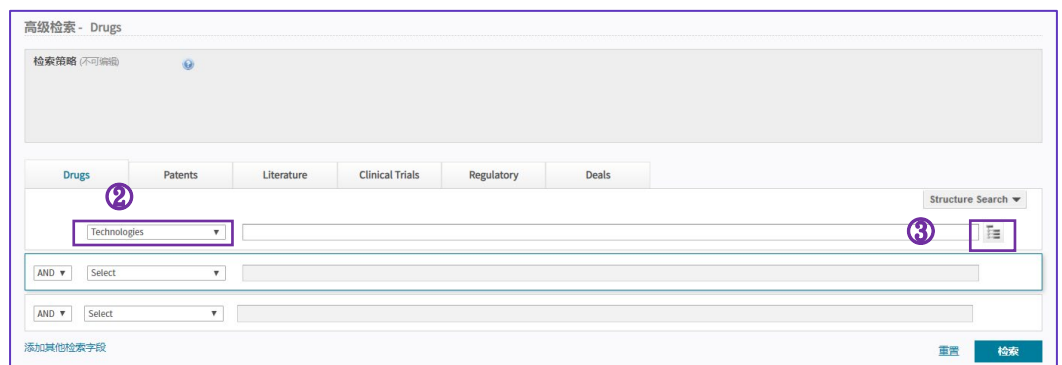 高级检索 - Drugs
检索策略 (不可编辑)
Drugs Patents Literature Clinical Trials Regulatory Deals
②
Structure Search ▼
Technologies ▼ ③
AND ▼ Select ▼
AND ▼ Select ▼
添加其他检索字段 重置 检索